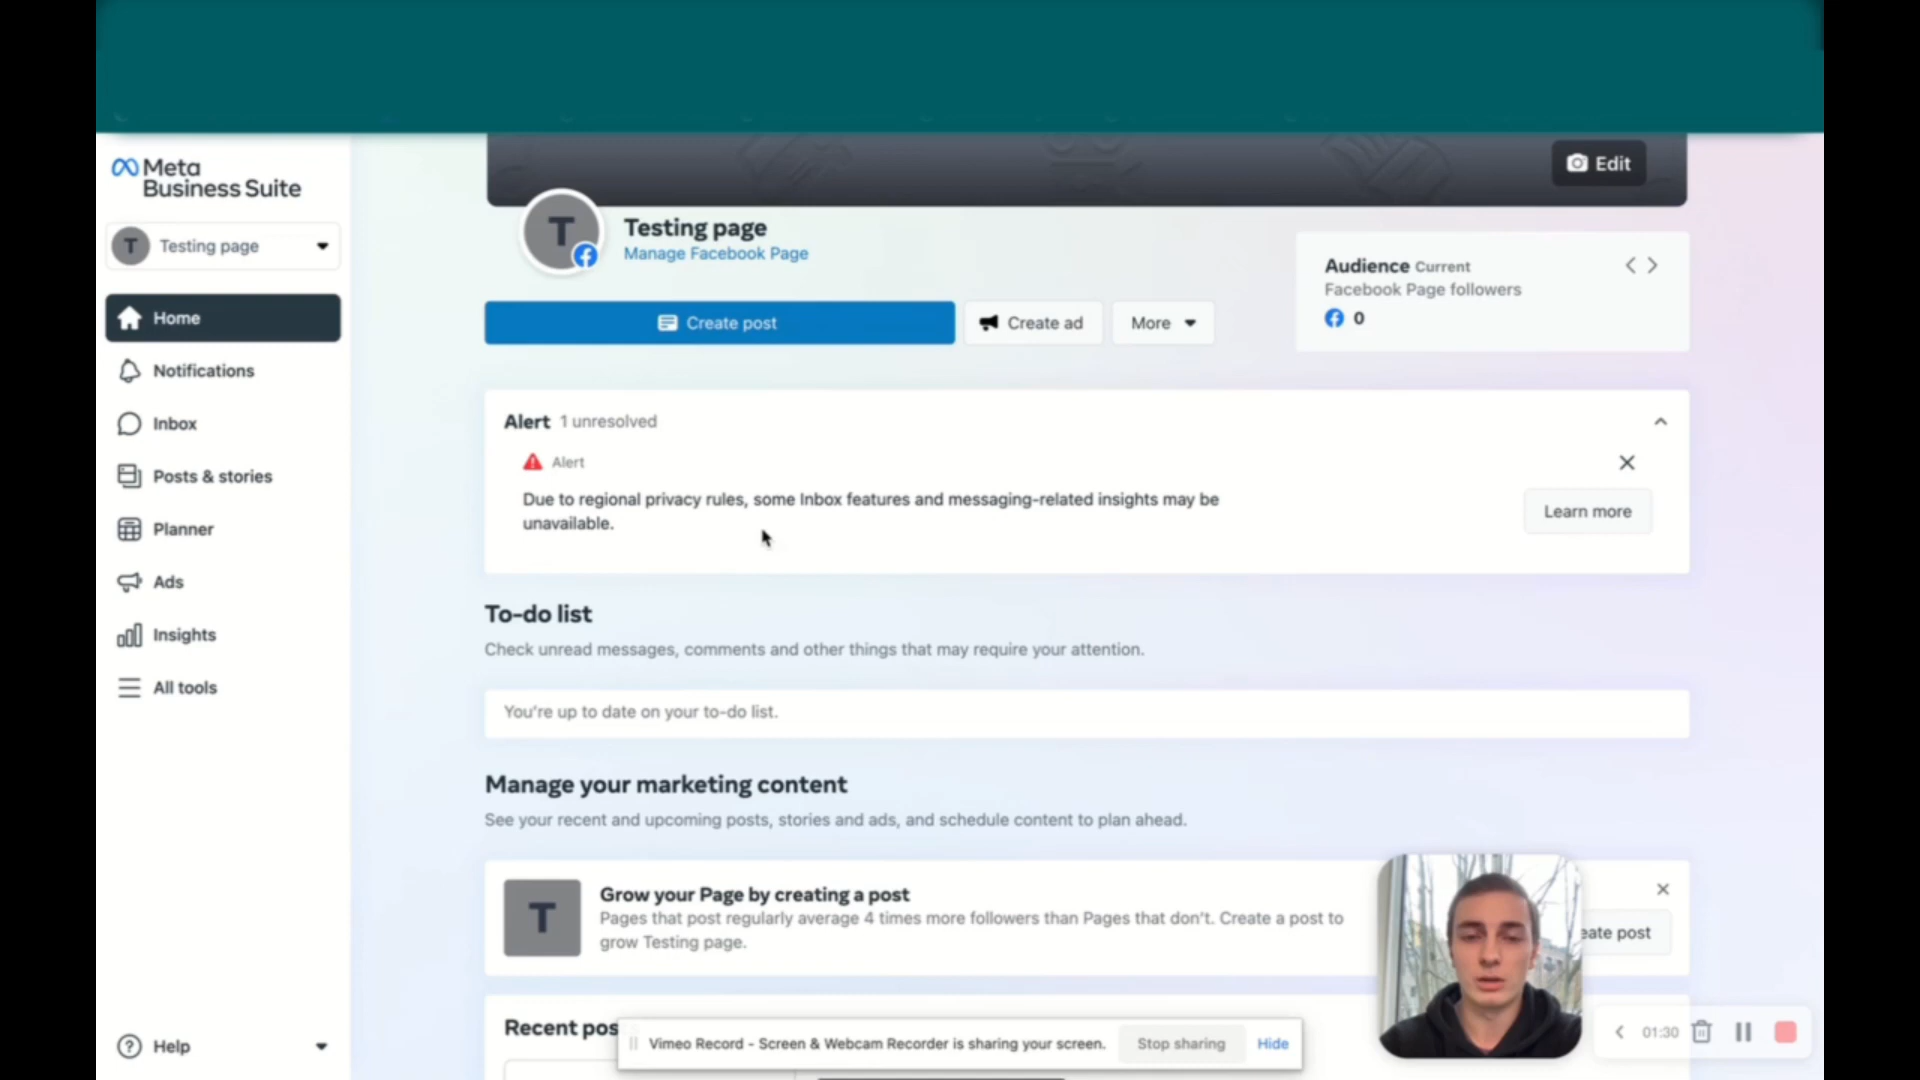 Meta
Business Suite
T
Testing page
Home
Notifications
Inbox
Posts & stories
Planner
Ads
Insights
All tools
Help
Edit
T
Testing page
Manage Facebook Page
Create post
Create ad
More
Audience Current
Facebook Page followers
0
Alert 1 unresolved
Alert
Due to regional privacy rules, some Inbox features and messaging-related insights may be
unavailable.
Learn more
To-do list
Check unread messages, comments and other things that may require your attention.
You're up to date on your to-do list.
Manage your marketing content
See your recent and upcoming posts, stories and ads, and schedule content to plan ahead.
T
Grow your Page by creating a post
Pages that post regularly average 4 times more followers than Pages that don't. Create a post to
grow Testing page.
eate post
Recent pos
Vimeo Record - Screen & Webcam Recorder is sharing your screen.
Stop sharing
Hide
01:30